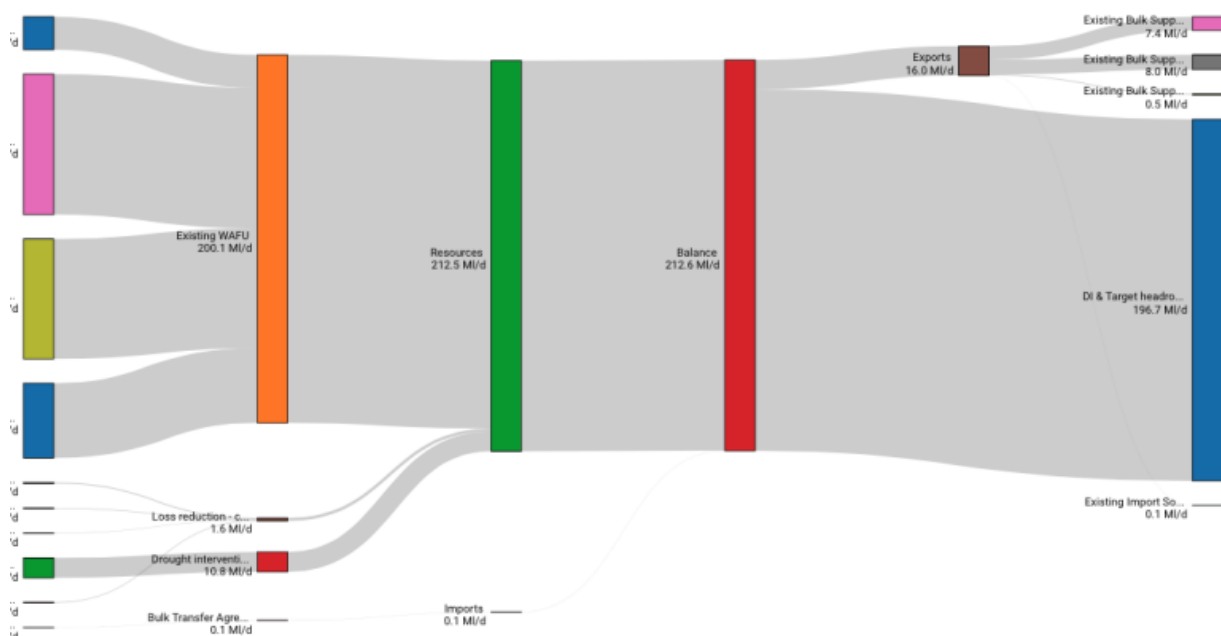 Existing WAFU
200.1 Ml/d
Loss reduction - c...
1.6 Ml/d
Drought interventi...
10.8 Ml/d
Bulk Transfer Agre...
0.1 Ml/d
Resources
212.5 Ml/d
Imports
0.1 Ml/d
Balance
212.6 Ml/d
Exports
16.0 Ml/d
Existing Bulk Supp...
7.4 Ml/d
Existing Bulk Supp...
8.0 Ml/d
Existing Bulk Supp...
0.5 Ml/d
DI & Target headro...
196.7 Ml/d
Existing Import So...
0.1 Ml/d